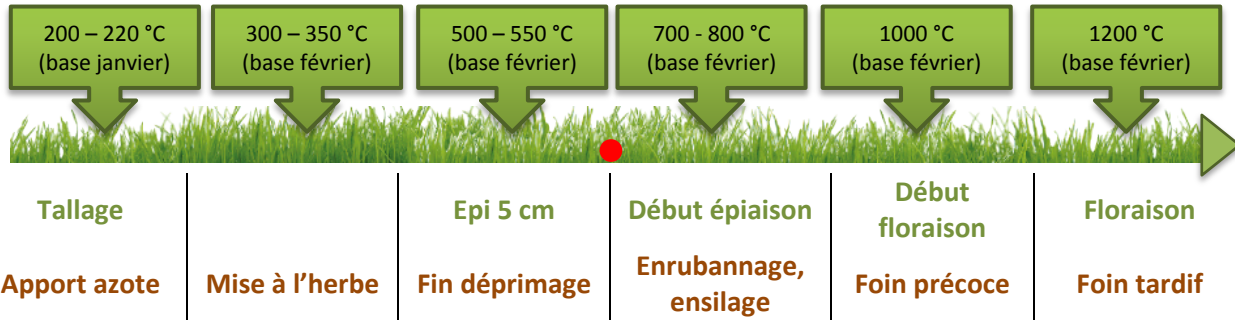 200 – 220 °C
(base janvier)
300 – 350 °C
(base février)
500 – 550 °C
(base février)
700 - 800 °C
(base février)
1000 °C
(base février)
1200 °C
(base février)
Tallage
Epi 5 cm
Début épiaison
Début
floraison
Floraison
Apport azote
Mise à l’herbe
Fin déprimage
Enrubannage,
ensilage
Foin précoce
Foin tardif